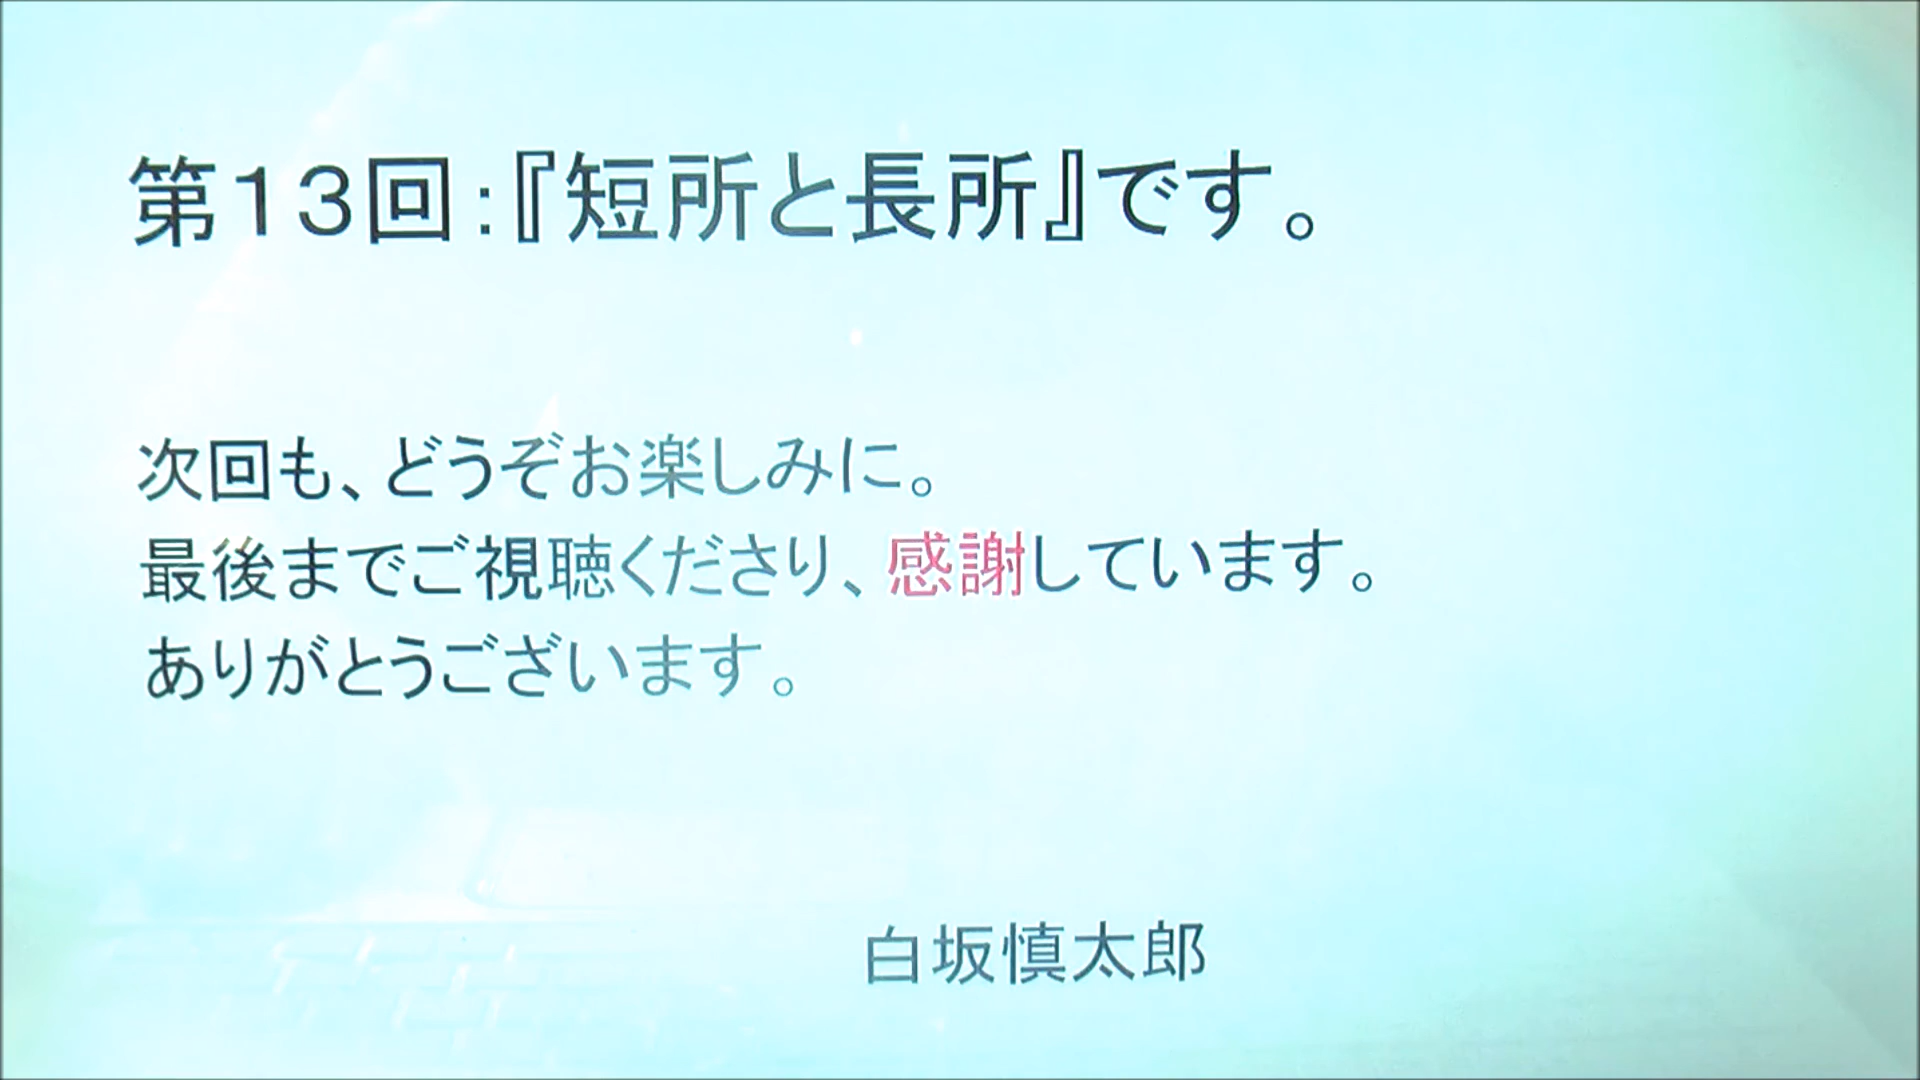 第１３回：『短所と長所』です。
次回も、どうぞお楽しみに。
最後までご視聴くださり、感謝しています。
ありがとうございます。
白坂慎太郎